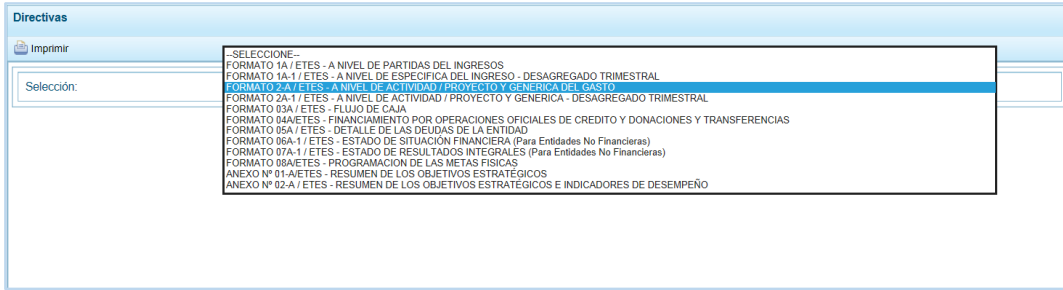 Directivas
Imprimir
Selección:
--SELECCIONE--
FORMATO 1A / ETES - A NIVEL DE PARTIDAS DEL INGRESOS
FORMATO 1A-1 / ETES - A NIVEL DE ESPECIFICA DEL INGRESO - DESAGREGADO TRIMESTRAL
FORMATO 2-A / ETES - A NIVEL DE ACTIVIDAD / PROYECTO Y GENERICA DEL GASTO
FORMATO 2A-1 / ETES - A NIVEL DE ACTIVIDAD / PROYECTO Y GENERICA - DESAGREGADO TRIMESTRAL
FORMATO 03A / ETES - FLUJO DE CAJA
FORMATO 04A/ETES - FINANCIAMIENTO POR OPERACIONES OFICIALES DE CREDITO Y DONACIONES Y TRANSFERENCIAS
FORMATO 05A / ETES - DETALLE DE LAS DEUDAS DE LA ENTIDAD
FORMATO 06A-1 / ETES - ESTADO DE SITUACIÓN FINANCIERA (Para Entidades No Financieras)
FORMATO 07A-1 / ETES - ESTADO DE RESULTADOS INTEGRALES (Para Entidades No Financieras)
FORMATO 08A/ETES - PROGRAMACION DE LAS METAS FISICAS
ANEXO Nº 01-A/ETES - RESUMEN DE LOS OBJETIVOS ESTRATÉGICOS
ANEXO Nº 02-A / ETES - RESUMEN DE LOS OBJETIVOS ESTRATÉGICOS E INDICADORES DE DESEMPEÑO